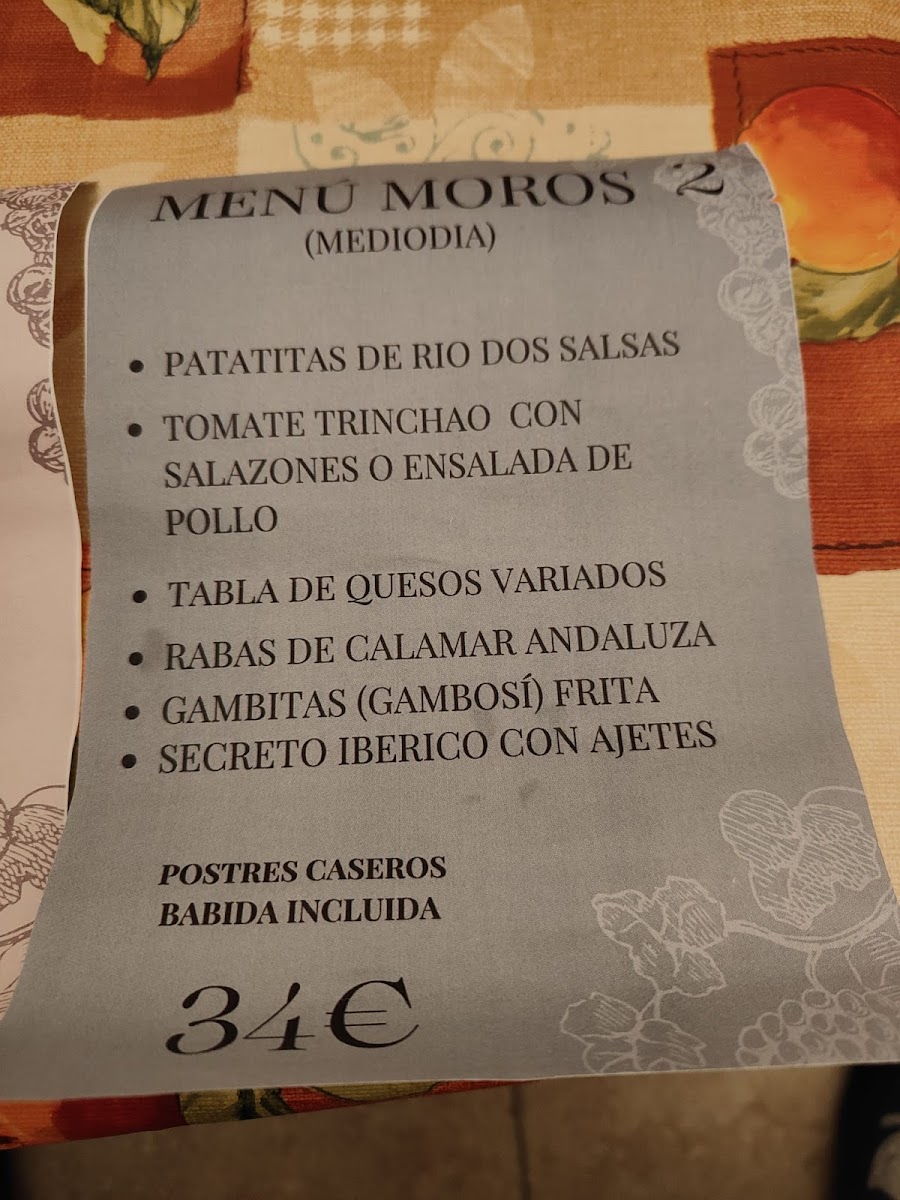 MENÚ MOROS 2
(MEDIODIA)
• PATATITAS DE RIO DOS SALSAS
• TOMATE TRINCHAO CON
SALAZONES O ENSALADA DE
POLLO
• TABLA DE QUESOS VARIADOS
• RABAS DE CALAMAR ANDALUZA
• GAMBITAS (GAMBOSÍ) FRITA
• SECRETO IBERICO CON AJETES
POSTRES CASEROS
BABIDA INCLUIDA
34€